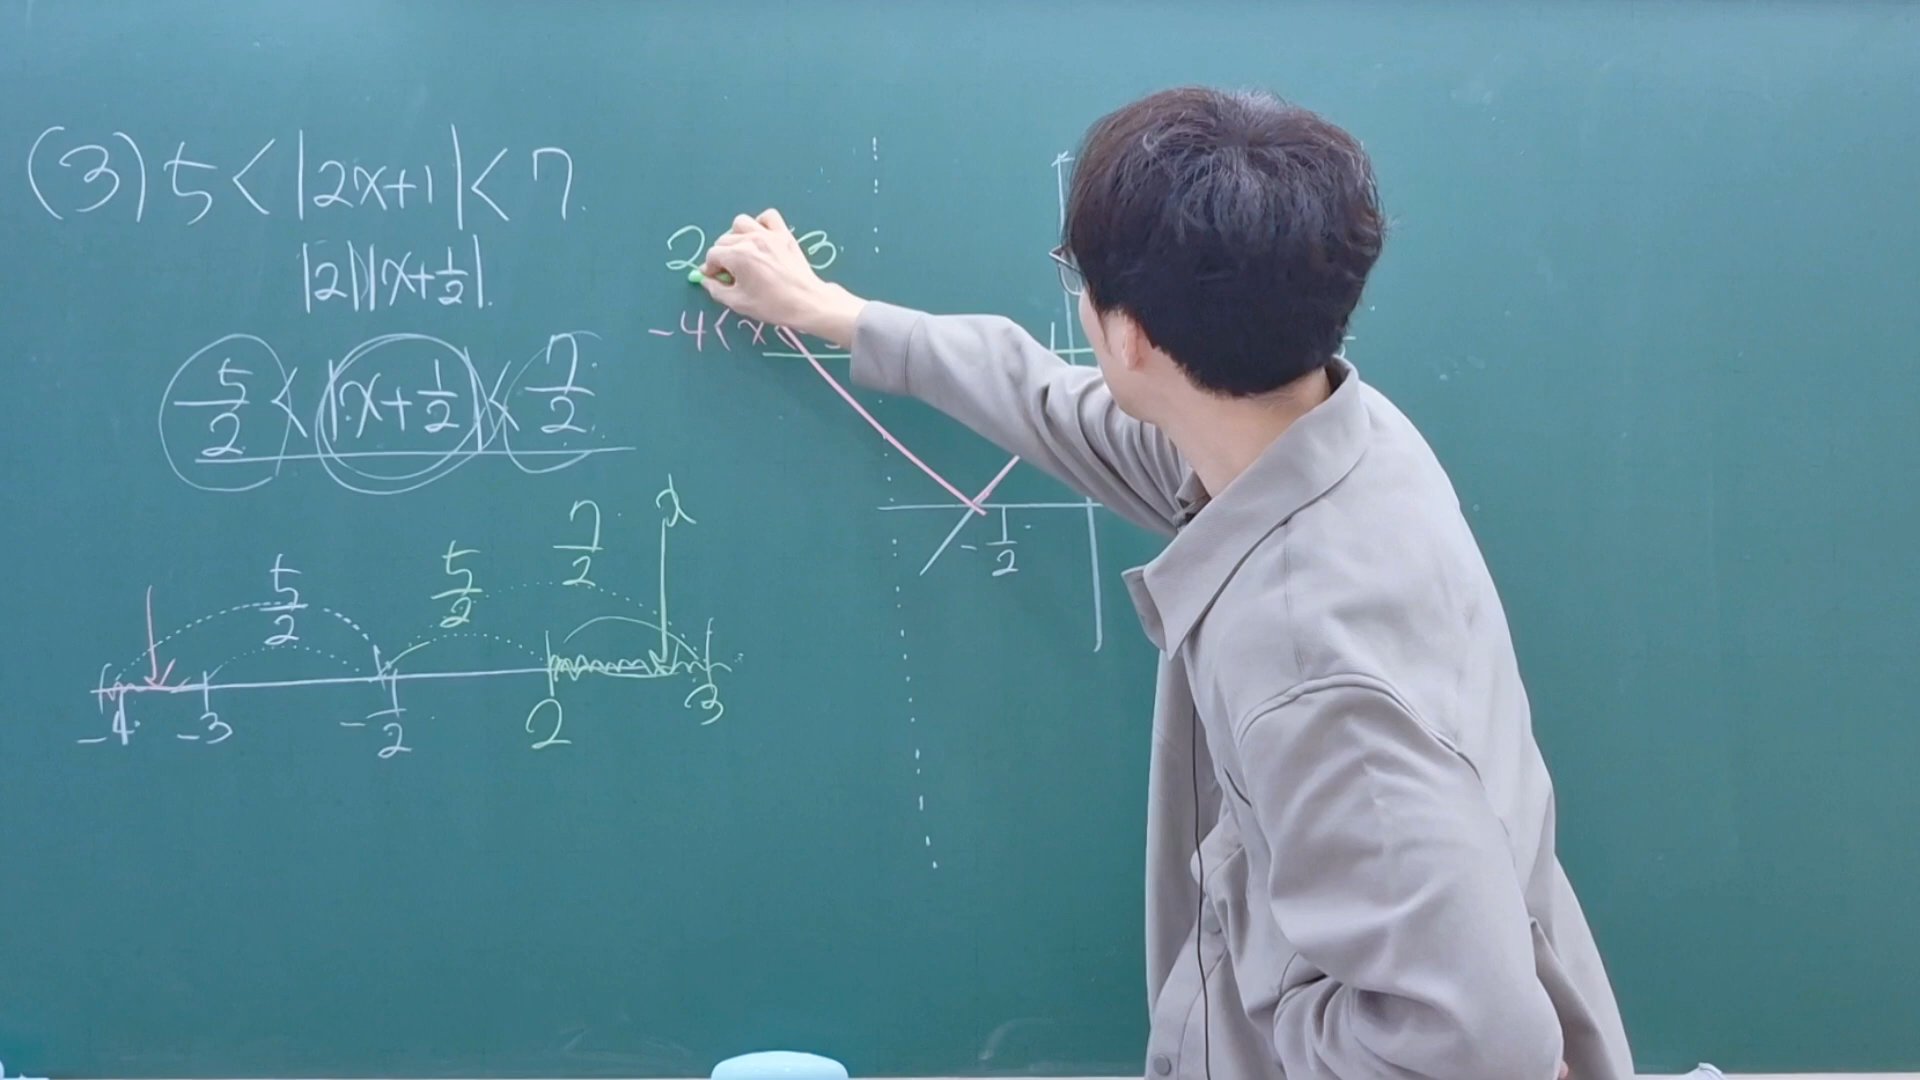 (3) 5 < |2x+1| < 7.
|2||x+1/2|.
5/2 < |x+1/2| < 7/2
2 3
-4 < x < -3
5/2 5/2 7/2 x
-4 -3 -1/2 2 3
-1/2